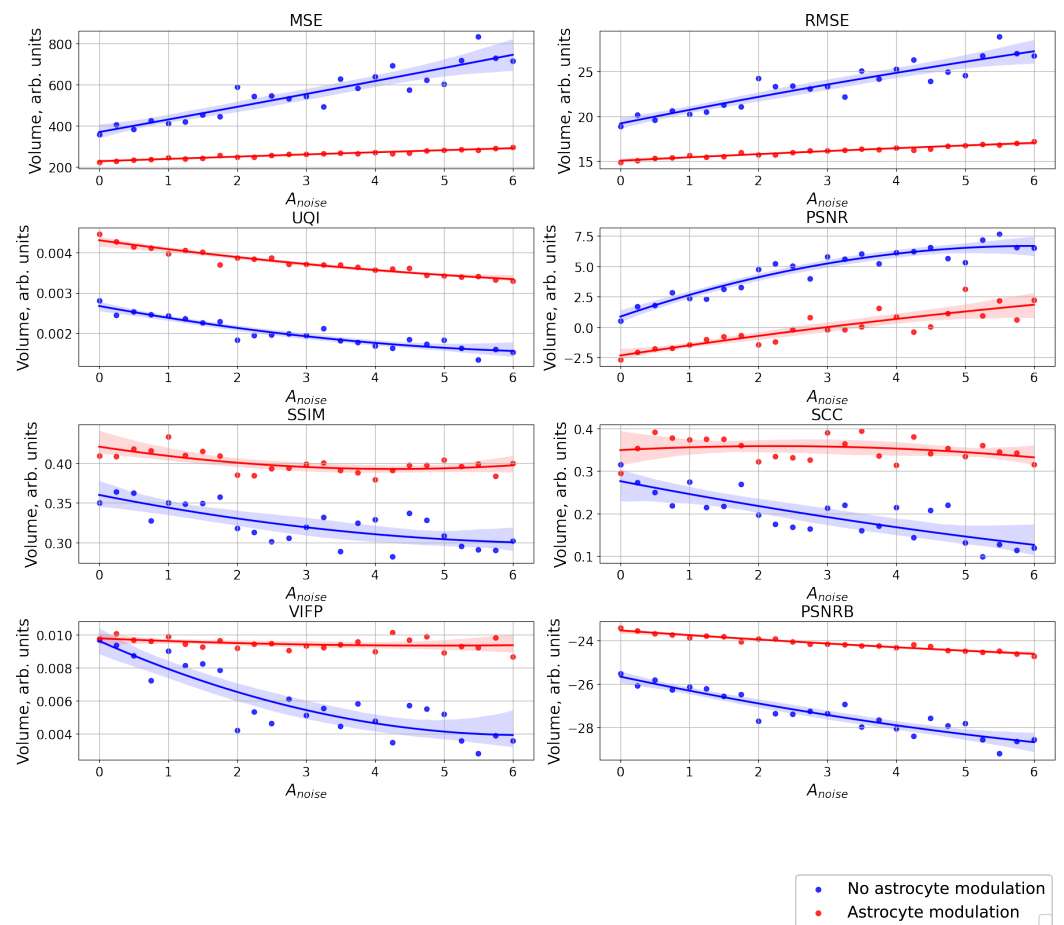 MSE
RMSE
Volume, arb. units
800
600
400
200
0 1 2 3 4 5 6
A_noise
Volume, arb. units
25
20
15
0 1 2 3 4 5 6
A_noise
UQI
PSNR
Volume, arb. units
0.004
0.003
0.002
0 1 2 3 4 5 6
A_noise
Volume, arb. units
7.5
5.0
2.5
0.0
−2.5
0 1 2 3 4 5 6
A_noise
SSIM
SCC
Volume, arb. units
0.40
0.35
0.30
0 1 2 3 4 5 6
A_noise
Volume, arb. units
0.4
0.3
0.2
0.1
0 1 2 3 4 5 6
A_noise
VIFP
PSNRB
Volume, arb. units
0.010
0.008
0.006
0.004
0 1 2 3 4 5 6
A_noise
Volume, arb. units
−24
−26
−28
0 1 2 3 4 5 6
A_noise
No astrocyte modulation
Astrocyte modulation